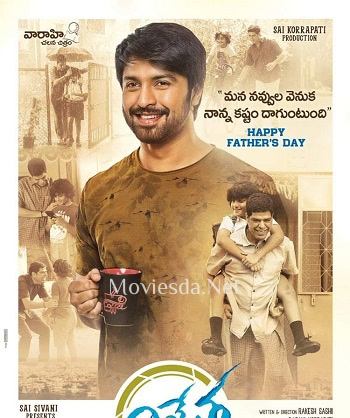 వారాహి
చలన చిత్రం
SAI KORRAPATI
PRODUCTION
"మన నవ్వుల వెనుక
నాన్న కష్టం దాగుంటుంది"
HAPPY
FATHER'S DAY
Moviesda.Net
SAI SIVANI
PRESENTS
విజేత
WRITTEN & DIRECTION RAKESH SASHI